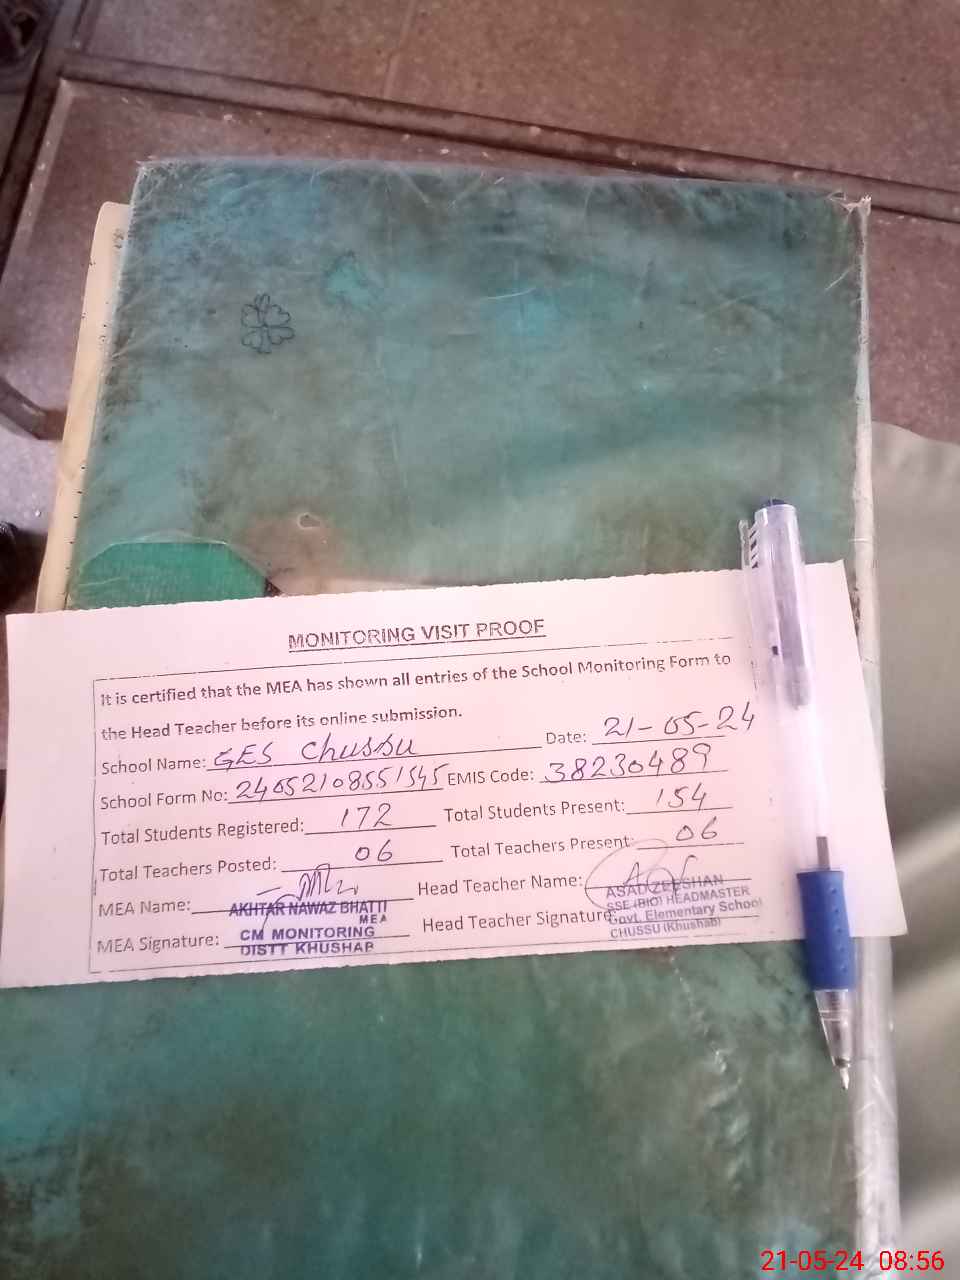 MONITORING VISIT PROOF
It is certified that the MEA has shown all entries of the School Monitoring Form to
the Head Teacher before its online submission.
School Name: GES Chussu Date: 21-05-24
School Form No: 24052108551545 EMIS Code: 38230489
Total Students Registered: 172 Total Students Present: 154
Total Teachers Posted: 06 Total Teachers Present: 06
MEA Name: AKHTAR NAWAZ BHATTI Head Teacher Name: ASAD ZEESHAN
MEA SSE (BIO) HEADMASTER
MEA Signature: CM MONITORING Head Teacher Signature: Govt. Elementary School
DISTT KHUSHAB CHUSSU (Khushab)
21-05-24 08:56